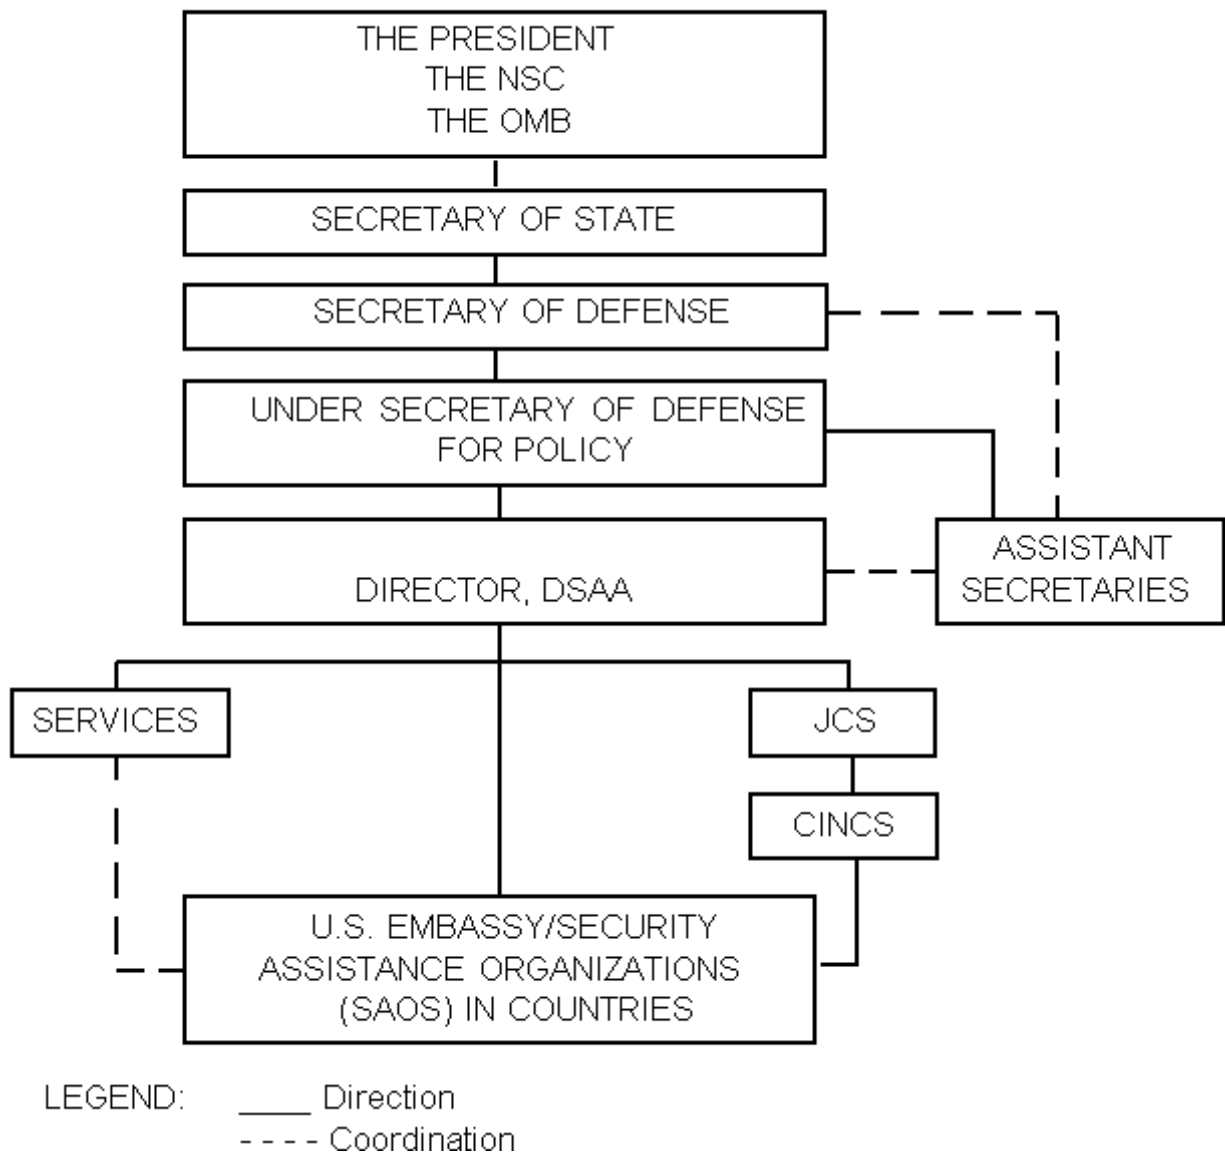 THE PRESIDENT
THE NSC
THE OMB
SECRETARY OF STATE
SECRETARY OF DEFENSE
UNDER SECRETARY OF DEFENSE
FOR POLICY
DIRECTOR, DSAA
ASSISTANT
SECRETARIES
SERVICES
JCS
CINCS
U.S. EMBASSY/SECURITY
ASSISTANCE ORGANIZATIONS
(SAOS) IN COUNTRIES
LEGEND: ____ Direction
- - - - Coordination